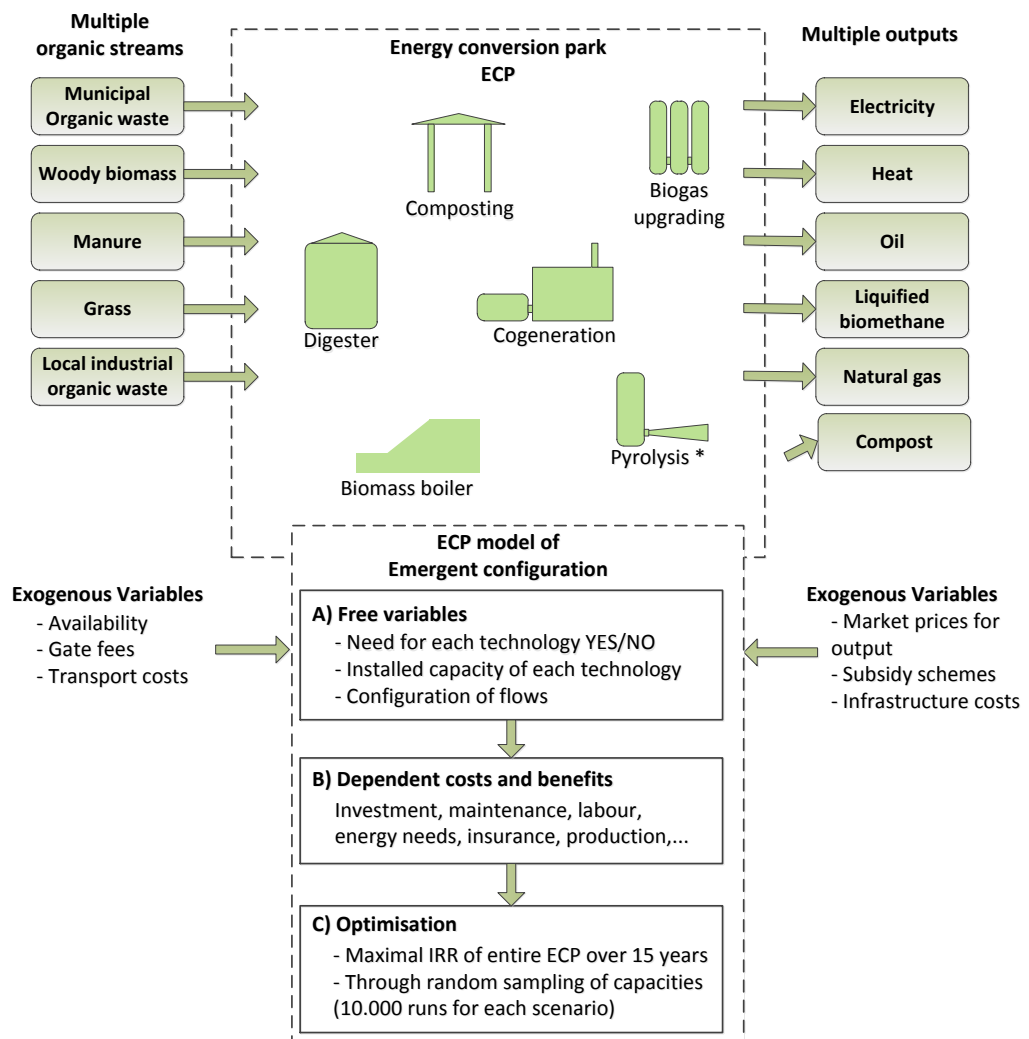 Multiple
organic streams
Energy conversion park
ECP
Multiple outputs
Municipal
Organic waste
Woody biomass
Manure
Grass
Local industrial
organic waste
Composting
Biogas
upgrading
Digester
Cogeneration
Biomass boiler
Pyrolysis *
Electricity
Heat
Oil
Liquified
biomethane
Natural gas
Compost
ECP model of
Emergent configuration
Exogenous Variables
- Availability
- Gate fees
- Transport costs
A) Free variables
- Need for each technology YES/NO
- Installed capacity of each technology
- Configuration of flows
Exogenous Variables
- Market prices for
output
- Subsidy schemes
- Infrastructure costs
B) Dependent costs and benefits
Investment, maintenance, labour,
energy needs, insurance, production,...
C) Optimisation
- Maximal IRR of entire ECP over 15 years
- Through random sampling of capacities
(10.000 runs for each scenario)